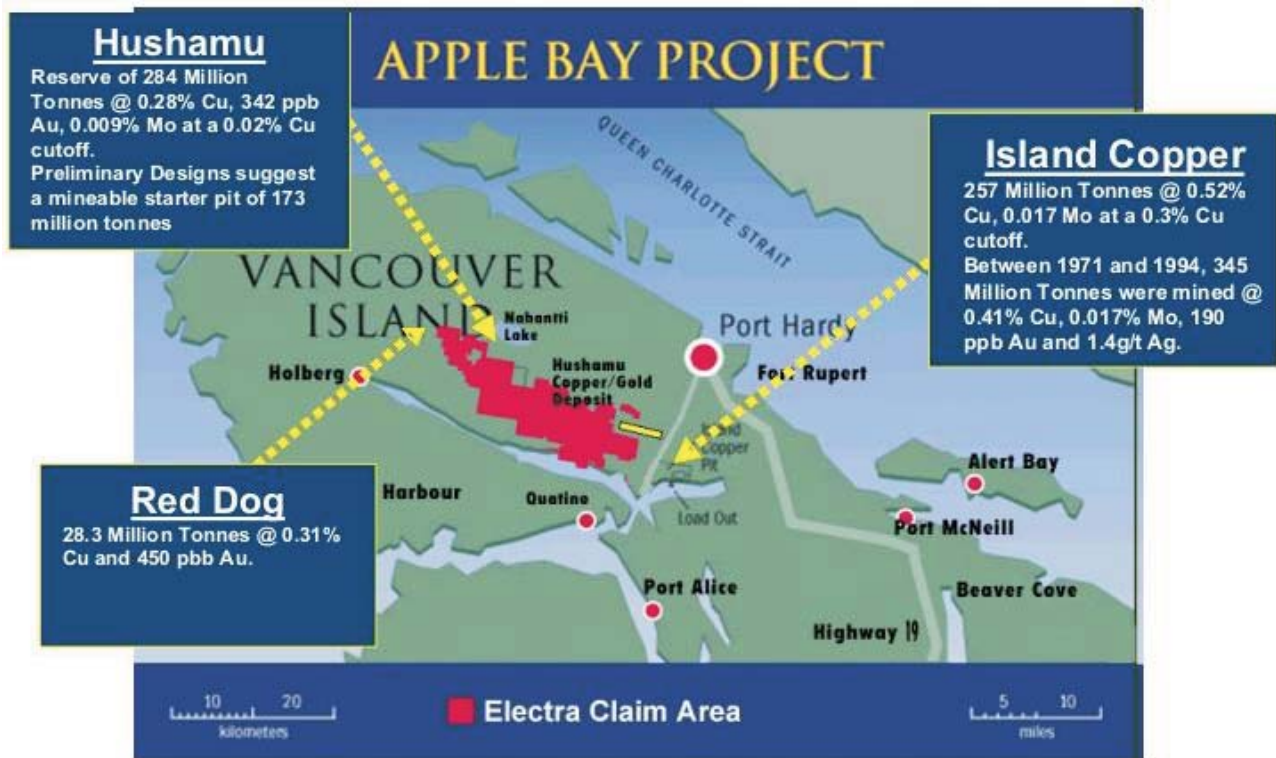 APPLE BAY PROJECT
Hushamu
Reserve of 284 Million
Tonnes @ 0.28% Cu, 342 ppb
Au, 0.009% Mo at a 0.02% Cu
cutoff.
Preliminary Designs suggest
a mineable starter pit of 173
million tonnes
Island Copper
257 Million Tonnes @ 0.52%
Cu, 0.017 Mo at a 0.3% Cu
cutoff.
Between 1971 and 1994, 345
Million Tonnes were mined @
0.41% Cu, 0.017% Mo, 190
ppb Au and 1.4g/t Ag.
QUEEN CHARLOTTE STRAIT
VANCOUVER
ISLAND
Nahantti
Lake
Port Hardy
Holberg
Hushamu
Copper/Gold
Deposit
Fort Rupert
Island
Copper
Pit
Red Dog
28.3 Million Tonnes @ 0.31%
Cu and 450 pbb Au.
Harbour
Quatino
Load Out
Alert Bay
Port McNeill
Port Alice
Beaver Cove
Highway 19
10 20
kilometers
Electra Claim Area
5 10
miles